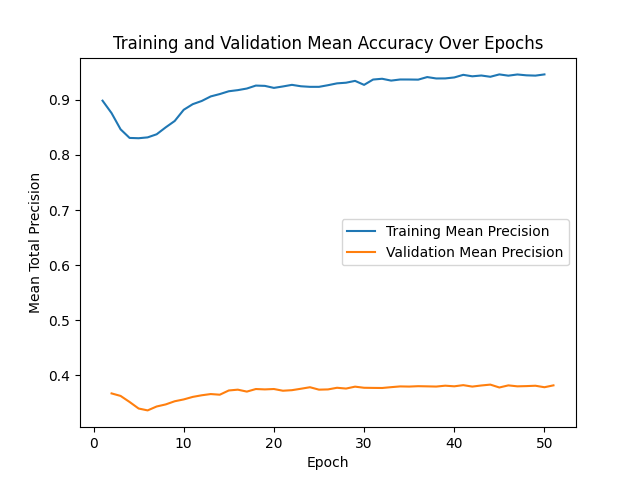 Training and Validation Mean Accuracy Over Epochs
Mean Total Precision
0.9
0.8
0.7
0.6
0.5
0.4
Training Mean Precision
Validation Mean Precision
0 10 20 30 40 50
Epoch